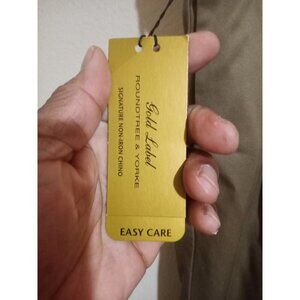 Gold Label
ROUNDTREE & YORKE
SIGNATURE NON-IRON CHINO
EASY CARE